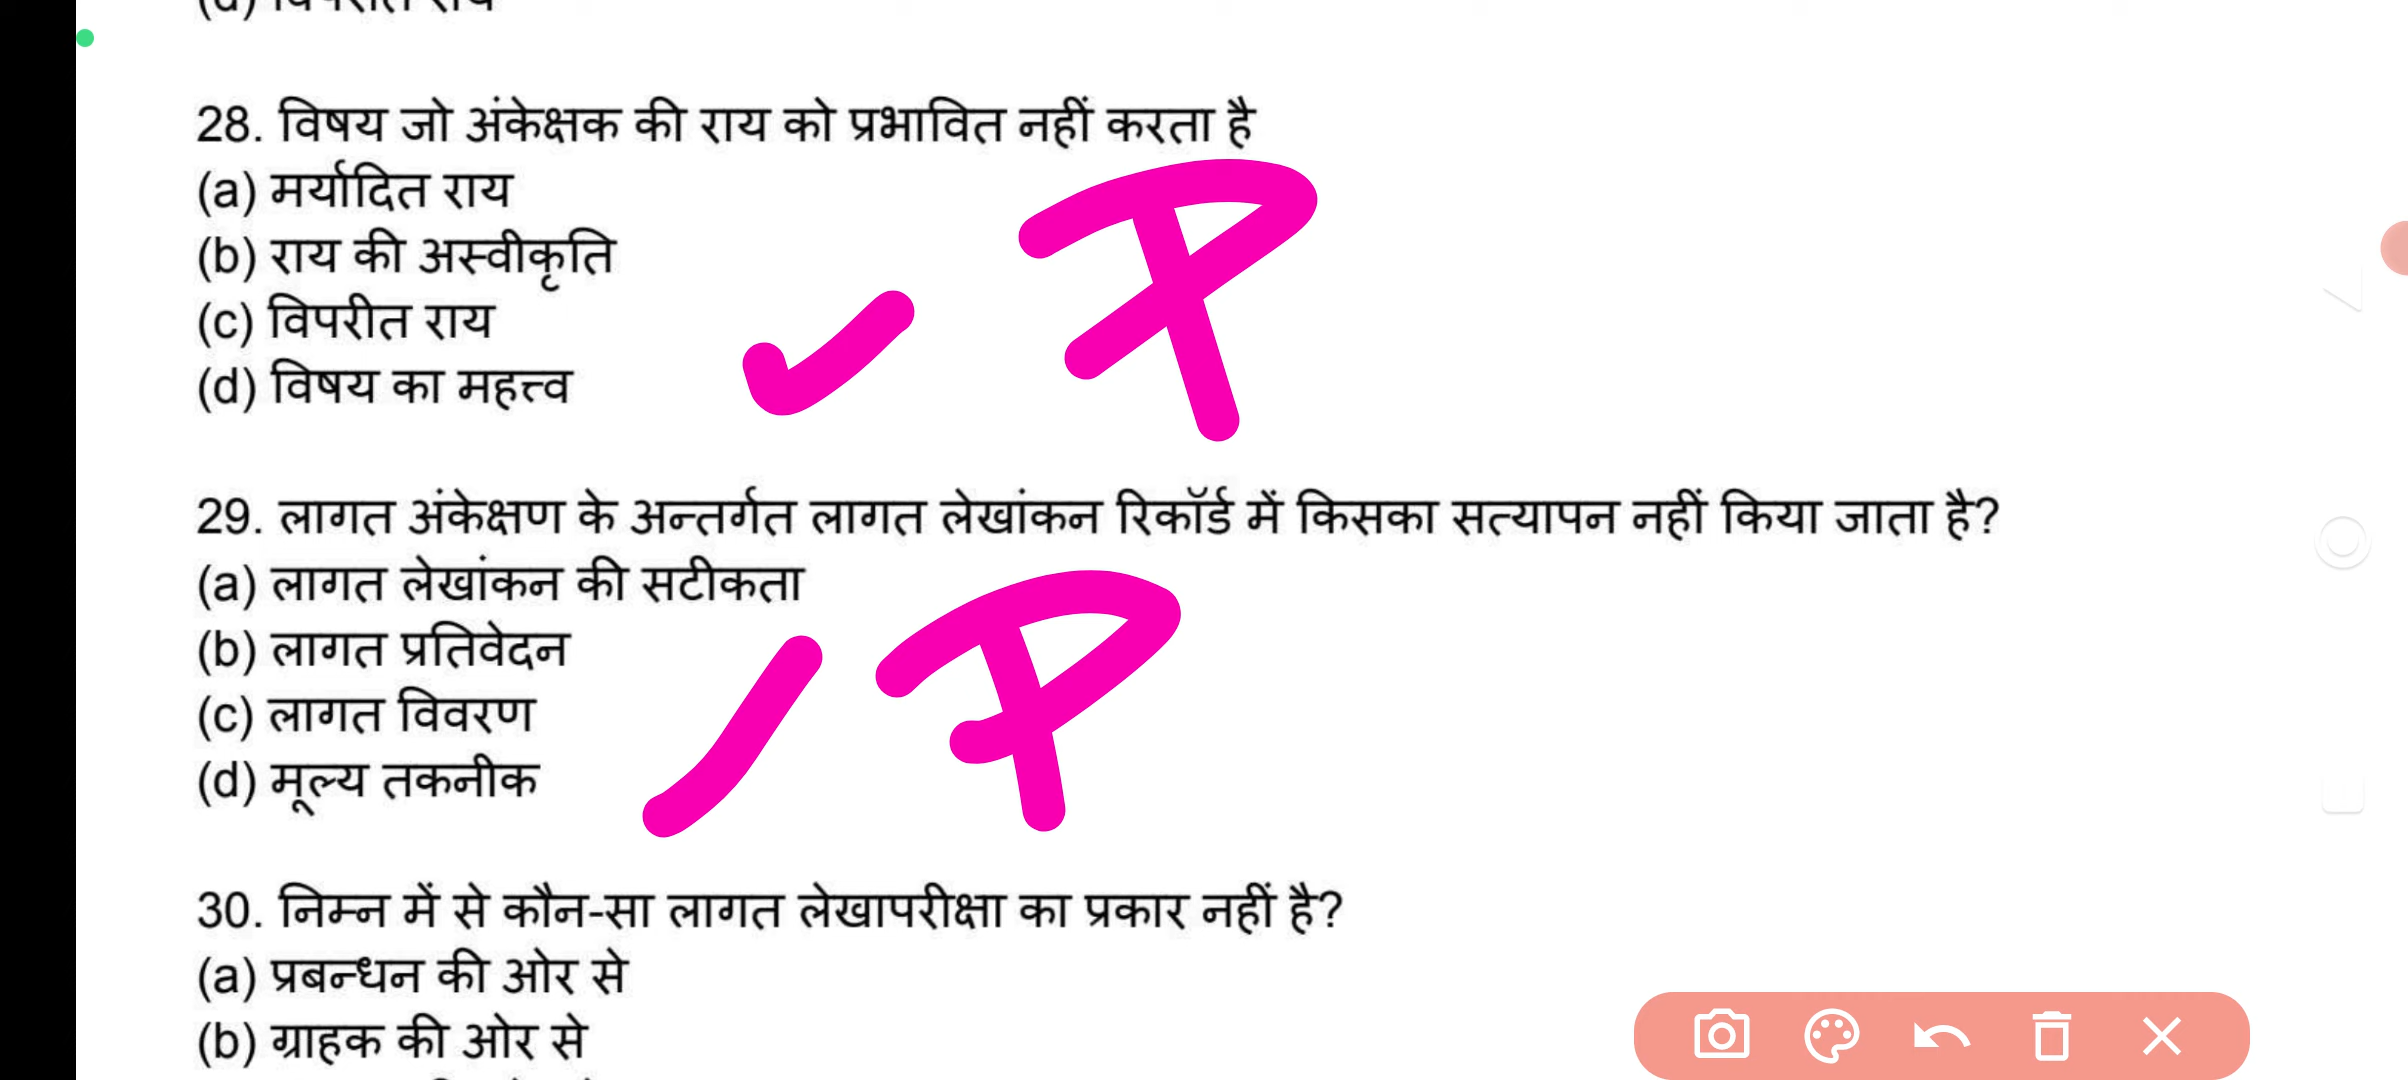 28. विषय जो अंकेक्षक की राय को प्रभावित नहीं करता है
(a) मर्यादित राय
(b) राय की अस्वीकृति
(c) विपरीत राय
(d) विषय का महत्त्व
29. लागत अंकेक्षण के अन्तर्गत लागत लेखांकन रिकॉर्ड में किसका सत्यापन नहीं किया जाता है?
(a) लागत लेखांकन की सटीकता
(b) लागत प्रतिवेदन
(c) लागत विवरण
(d) मूल्य तकनीक
30. निम्न में से कौन-सा लागत लेखापरीक्षा का प्रकार नहीं है?
(a) प्रबन्धन की ओर से
(b) ग्राहक की ओर से